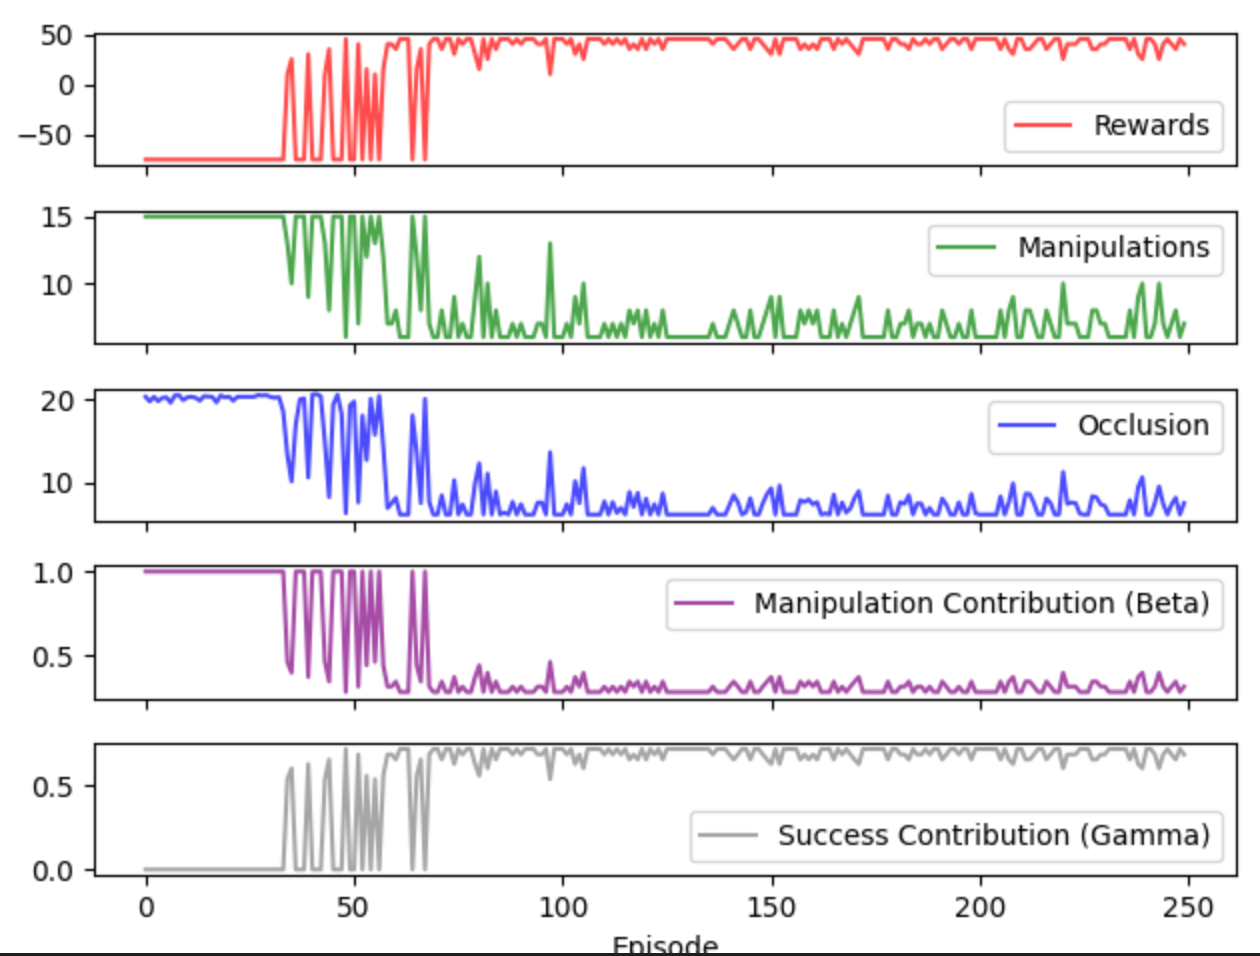 50
0
−50
Rewards
15
10
Manipulations
20
10
Occlusion
1.0
0.5
Manipulation Contribution (Beta)
0.5
0.0
Success Contribution (Gamma)
0 50 100 150 200 250
Episode